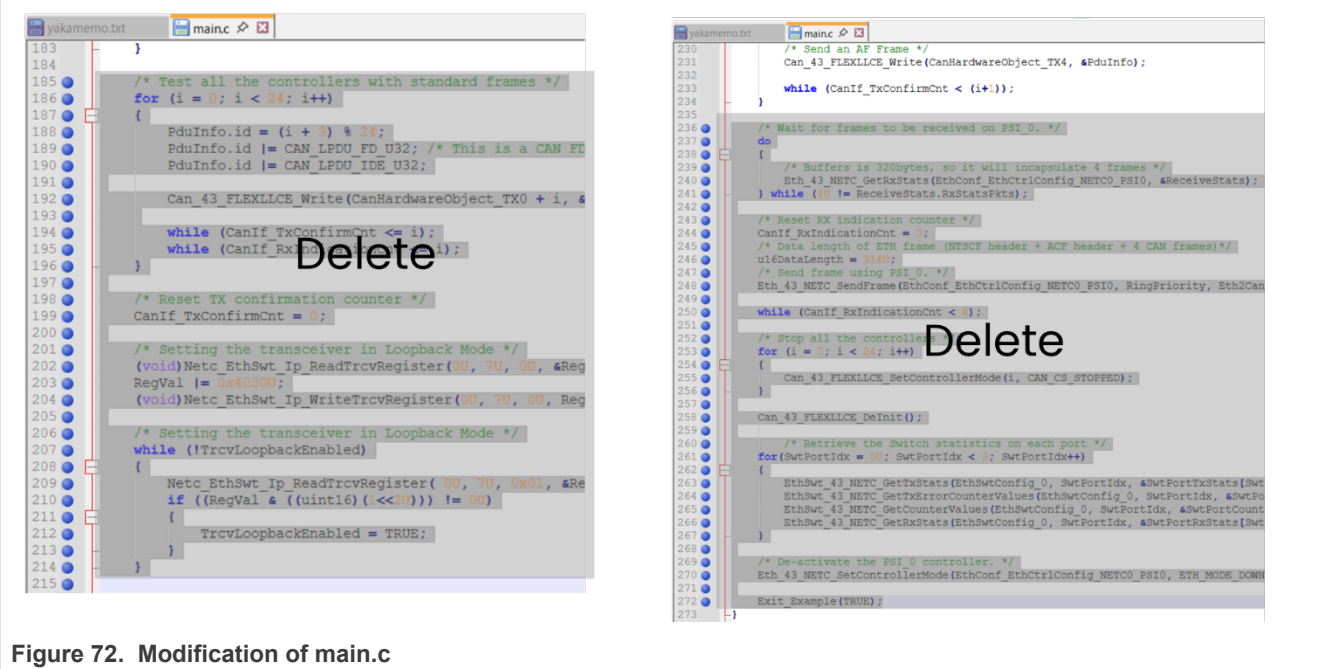 yakamemo.txt main.c
183 }
184
185 /* Test all the controllers with standard frames */
186 for (i = 0; i < 24; i++)
187 {
188 PduInfo.id = (i + 3) % 24;
189 PduInfo.id |= CAN_LPDU_FD_U32; /* This is a CAN FD
190 PduInfo.id |= CAN_LPDU_IDE_U32;
191
192 Can_43_FLEXLLCE_Write(CanHardwareObject_TX0 + i, &
193
194 while (CanIf_TxConfirmCnt <= i);
195 while (CanIf_ i);
Delete
196 }
197
198 /* Reset TX confirmation counter */
199 CanIf_TxConfirmCnt = 0;
200
201 /* Setting the transceiver in Loopback Mode */
202 (void)Netc_EthSwt_Ip_ReadTrcvRegister(0U, 7U, 0U, &Reg
203 RegVal |= 0x4000U;
204 (void)Netc_EthSwt_Ip_WriteTrcvRegister(0U, 7U, 0U, Reg
205
206 /* Setting the transceiver in Loopback Mode */
207 while (!TrcvLoopbackEnabled)
208 {
209 Netc_EthSwt_Ip_ReadTrcvRegister( 0U, 7U, 0x01, &Re
210 if ((RegVal & ((uint16)(1<<2U))) != 0U)
211 {
212 TrcvLoopbackEnabled = TRUE;
213 }
214 }
215
yakamemo.txt main.c
230 /* Send an AF Frame */
231 Can_43_FLEXLLCE_Write(CanHardwareObject_TX4, &PduInfo);
232
233 while (CanIf_TxConfirmCnt < (i+1));
234 }
235
236 /* Wait for frames to be received on PSI_0. */
237 do
238 {
239 /* Buffers is 320bytes, so it will incapsulate 4 frames */
240 Eth_43_NETC_GetRxStats(EthConf_EthCtrlConfig_NETC0_PSI0, &ReceiveStats);
241 } while (4U != ReceiveStats.RxStatsPkts);
242
243 /* Reset RX indication counter */
244 CanIf_RxIndicationCnt = 0;
245 /* Data length of ETH frame (NTSCF header + ACF header + 4 CAN frames)*/
246 u16DataLength = 314U;
247 /* Send frame using PSI_0. */
248 Eth_43_NETC_SendFrame(EthConf_EthCtrlConfig_NETC0_PSI0, RingPriority, Eth2Can
249
250 while (CanIf_RxIndicationCnt < 4);
251
252 /* Stop all the controllers */
Delete
253 for (i = 0; i < 24; i++)
254 {
255 Can_43_FLEXLLCE_SetControllerMode(i, CAN_CS_STOPPED);
256 }
257
258 Can_43_FLEXLLCE_DeInit();
259
260 /* Retrieve the Switch statistics on each port */
261 for(SwtPortIdx = 0U; SwtPortIdx < 3; SwtPortIdx++)
262 {
263 EthSwt_43_NETC_GetTxStats(EthSwtConfig_0, SwtPortIdx, &SwtPortTxStats[Swt
264 EthSwt_43_NETC_GetTxErrorCounterValues(EthSwtConfig_0, SwtPortIdx, &SwtPo
265 EthSwt_43_NETC_GetCounterValues(EthSwtConfig_0, SwtPortIdx, &SwtPortCount
266 EthSwt_43_NETC_GetRxStats(EthSwtConfig_0, SwtPortIdx, &SwtPortRxStats[Swt
267 }
268
269 /* De-activate the PSI_0 controller. */
270 Eth_43_NETC_SetControllerMode(EthConf_EthCtrlConfig_NETC0_PSI0, ETH_MODE_DOWN
271
272 Exit_Example(TRUE);
273 }
Figure 72. Modification of main.c